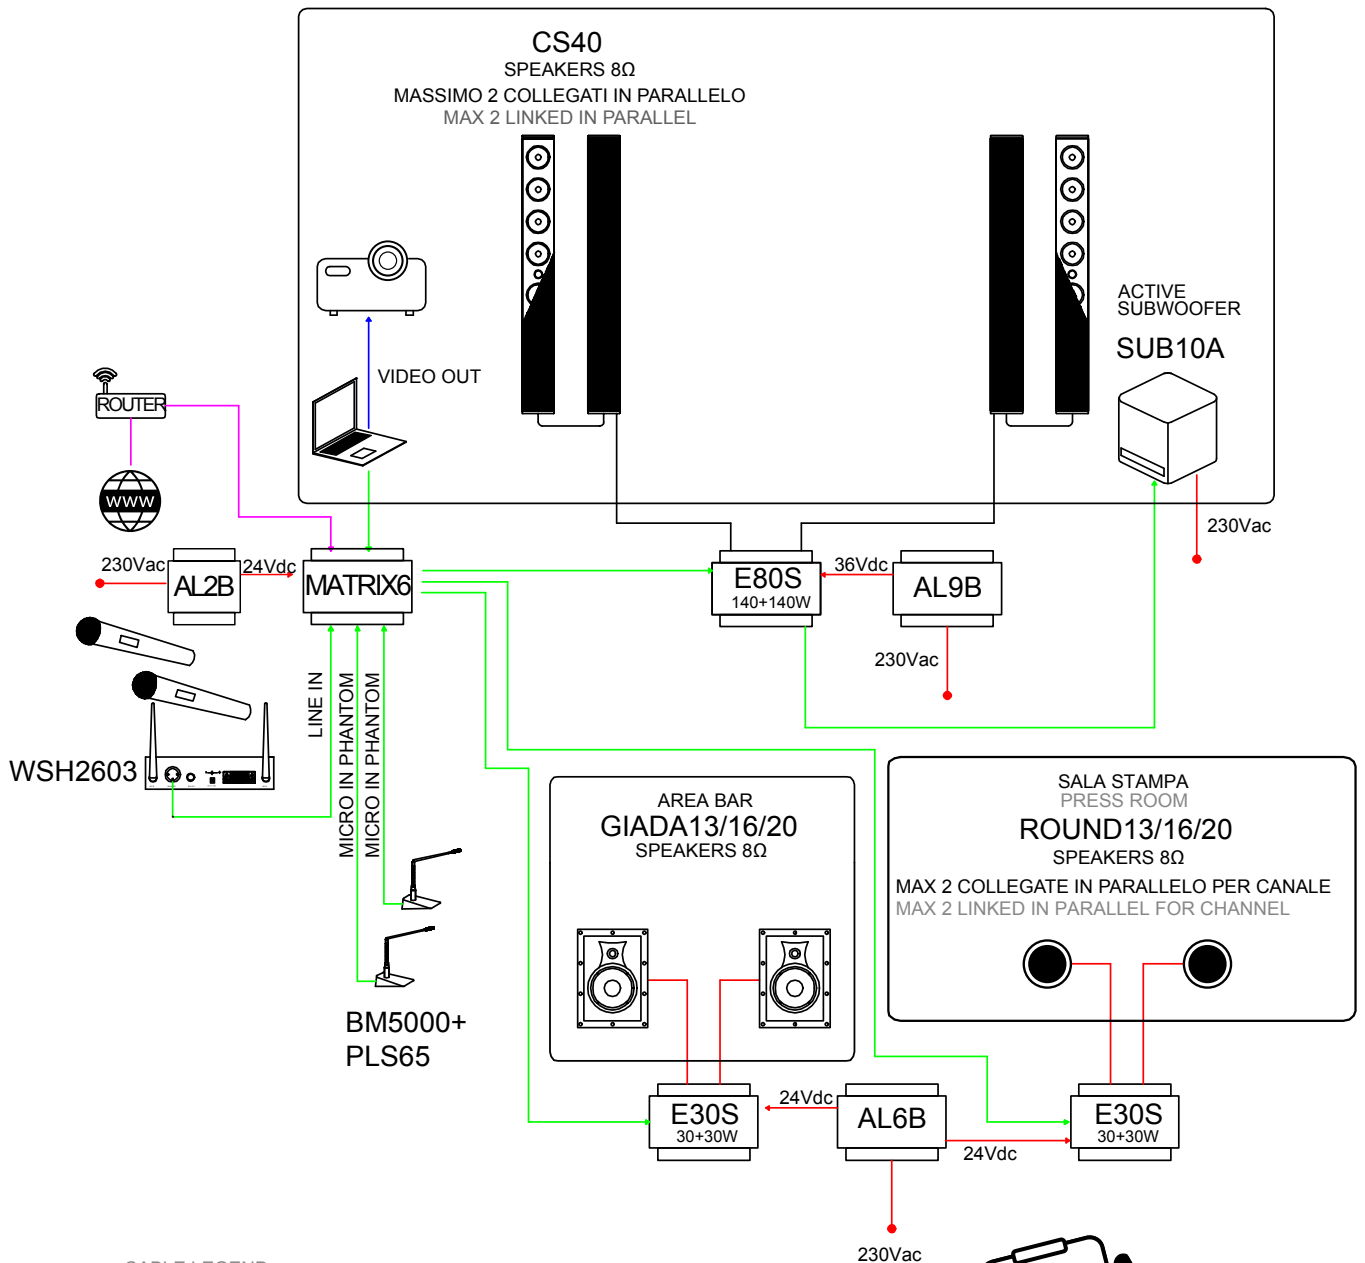 CS40
SPEAKERS 8Ω
MASSIMO 2 COLLEGATI IN PARALLELO
MAX 2 LINKED IN PARALLEL
ACTIVE
SUBWOOFER
SUB10A
VIDEO OUT
ROUTER
WWW
230Vac
230Vac
AL2B
24Vdc
MATRIX6
E80S
140+140W
36Vdc
AL9B
230Vac
LINE IN
MICRO IN PHANTOM
MICRO IN PHANTOM
WSH2603
AREA BAR
GIADA13/16/20
SPEAKERS 8Ω
SALA STAMPA
PRESS ROOM
ROUND13/16/20
SPEAKERS 8Ω
MAX 2 COLLEGATE IN PARALLELO PER CANALE
MAX 2 LINKED IN PARALLEL FOR CHANNEL
BM5000+
PLS65
E30S
30+30W
24Vdc
AL6B
24Vdc
E30S
30+30W
230Vac
CABLE LEGEND